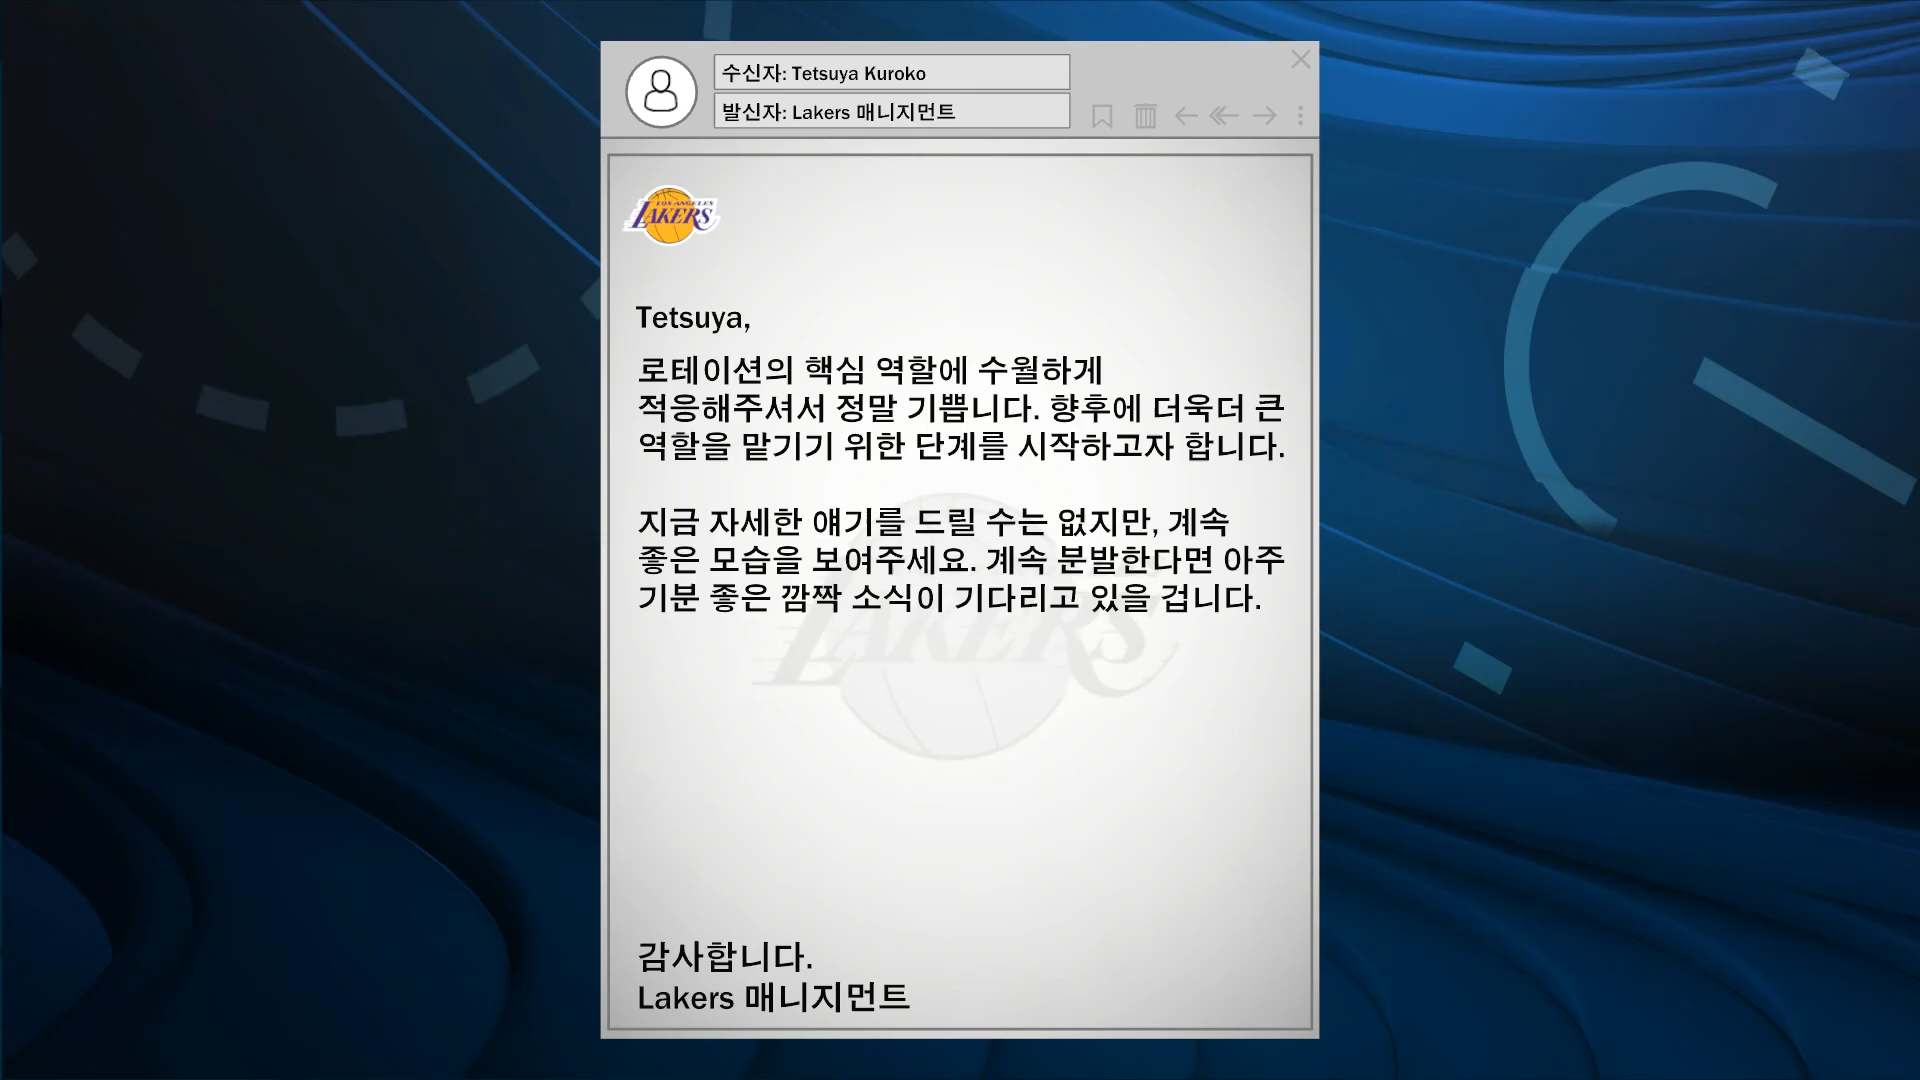 수신자: Tetsuya Kuroko
발신자: Lakers 매니지먼트
LOS ANGELES
LAKERS
Tetsuya,
로테이션의 핵심 역할에 수월하게
적응해주셔서 정말 기쁩니다. 향후에 더욱더 큰
역할을 맡기기 위한 단계를 시작하고자 합니다.
지금 자세한 얘기를 드릴 수는 없지만, 계속
좋은 모습을 보여주세요. 계속 분발한다면 아주
기분 좋은 깜짝 소식이 기다리고 있을 겁니다.
LAKERS
감사합니다.
Lakers 매니지먼트